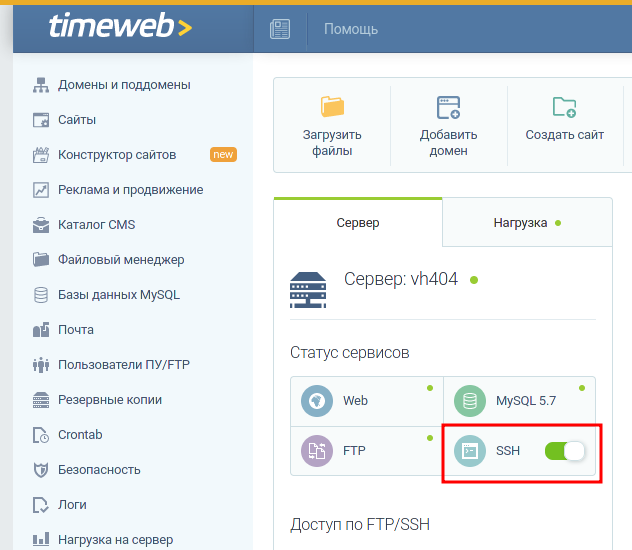 timeweb>
Помощь
Домены и поддомены
Сайты
Конструктор сайтов new
Реклама и продвижение
Каталог CMS
Файловый менеджер
Базы данных MySQL
Почта
Пользователи ПУ/FTP
Резервные копии
Crontab
Безопасность
Логи
Нагрузка на сервер
Загрузить
файлы
Добавить
домен
Создать сайт
Сервер
Нагрузка
Сервер: vh404
Статус сервисов
Web
MySQL 5.7
FTP
SSH
Доступ по FTP/SSH